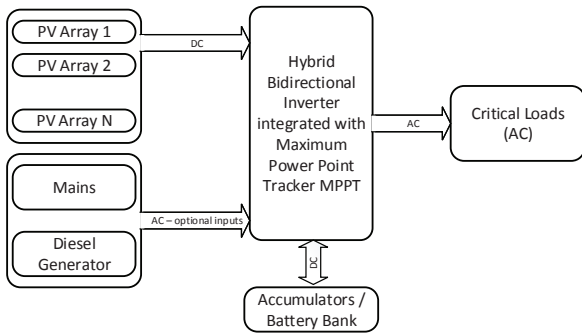 PV Array 1
PV Array 2
PV Array N
DC
Mains
Diesel
Generator
AC – optional inputs
Hybrid
Bidirectional
Inverter
integrated with
Maximum
Power Point
Tracker MPPT
AC
Critical Loads
(AC)
DC
Accumulators /
Battery Bank